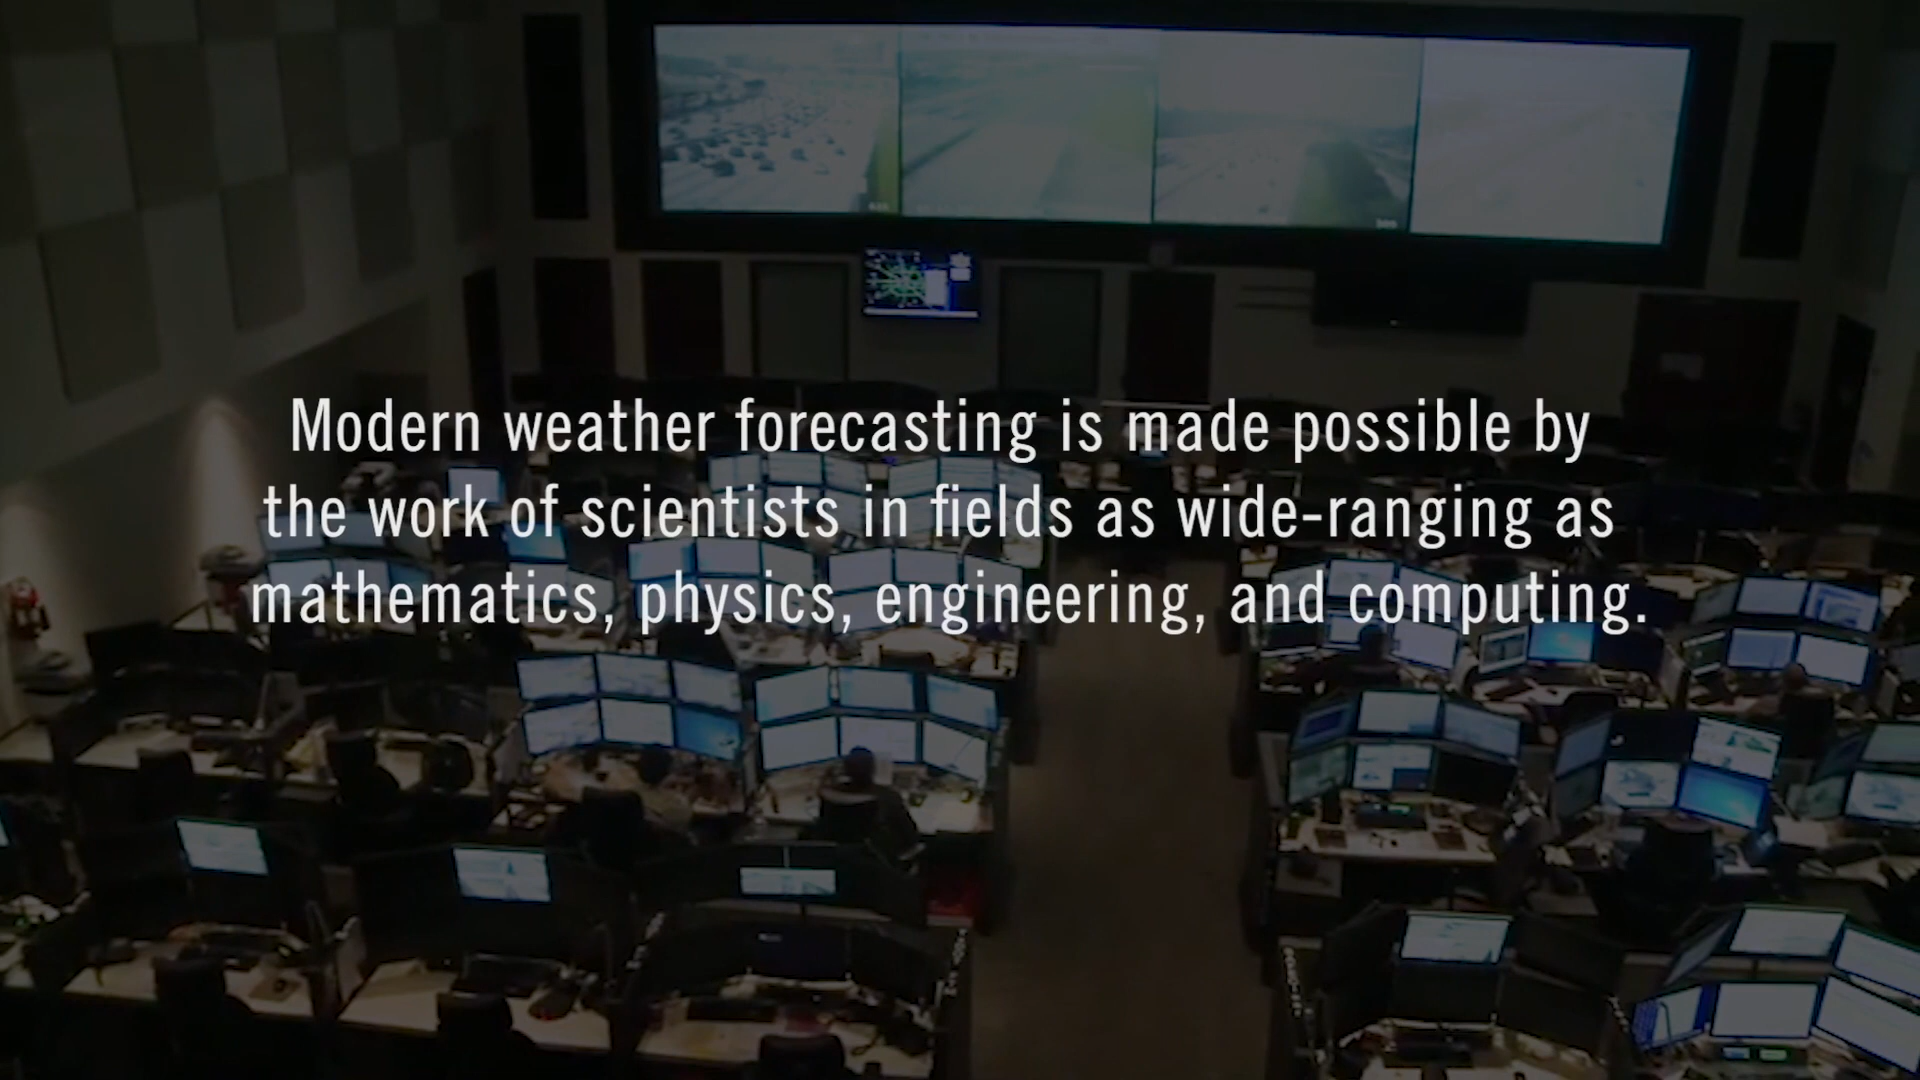 Modern weather forecasting is made possible by
the work of scientists in fields as wide-ranging as
mathematics, physics, engineering, and computing.